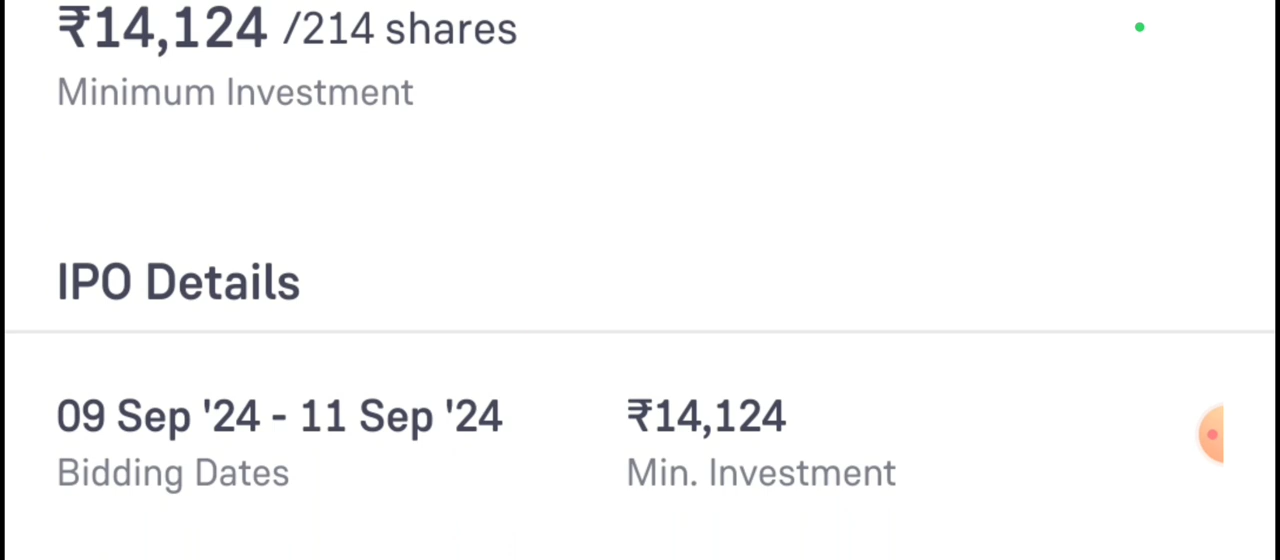 ₹14,124 /214 shares
Minimum Investment
IPO Details
09 Sep '24 - 11 Sep '24
₹14,124
Bidding Dates
Min. Investment